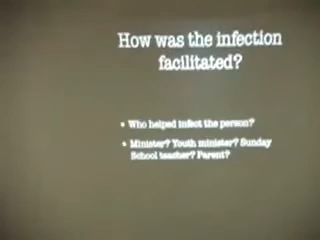 How was the infection
facilitated?
• Who helped infect the person?
• Minister? Youth minister? Sunday
School teacher? Parent?